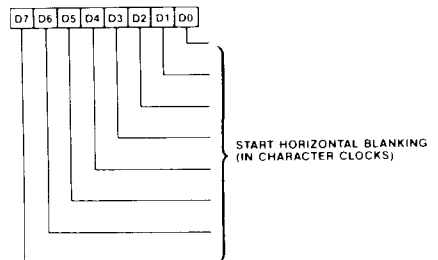 D7 D6 D5 D4 D3 D2 D1 D0
START HORIZONTAL BLANKING
(IN CHARACTER CLOCKS)